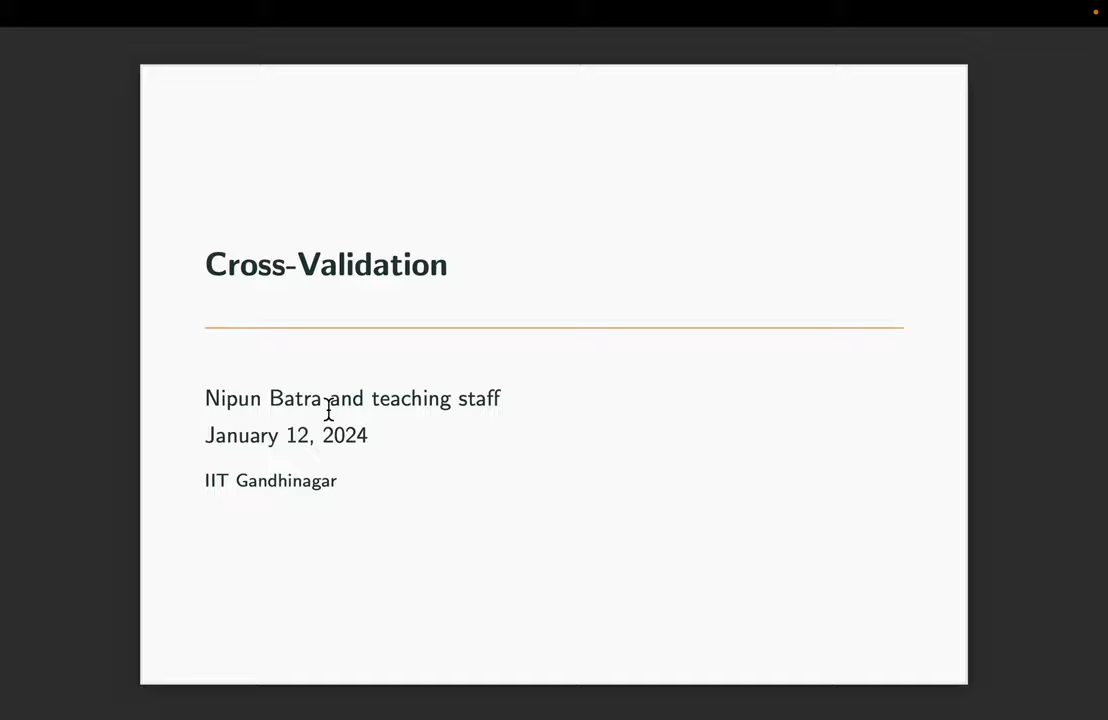 Cross-Validation
Nipun Batra and teaching staff
January 12, 2024
IIT Gandhinagar